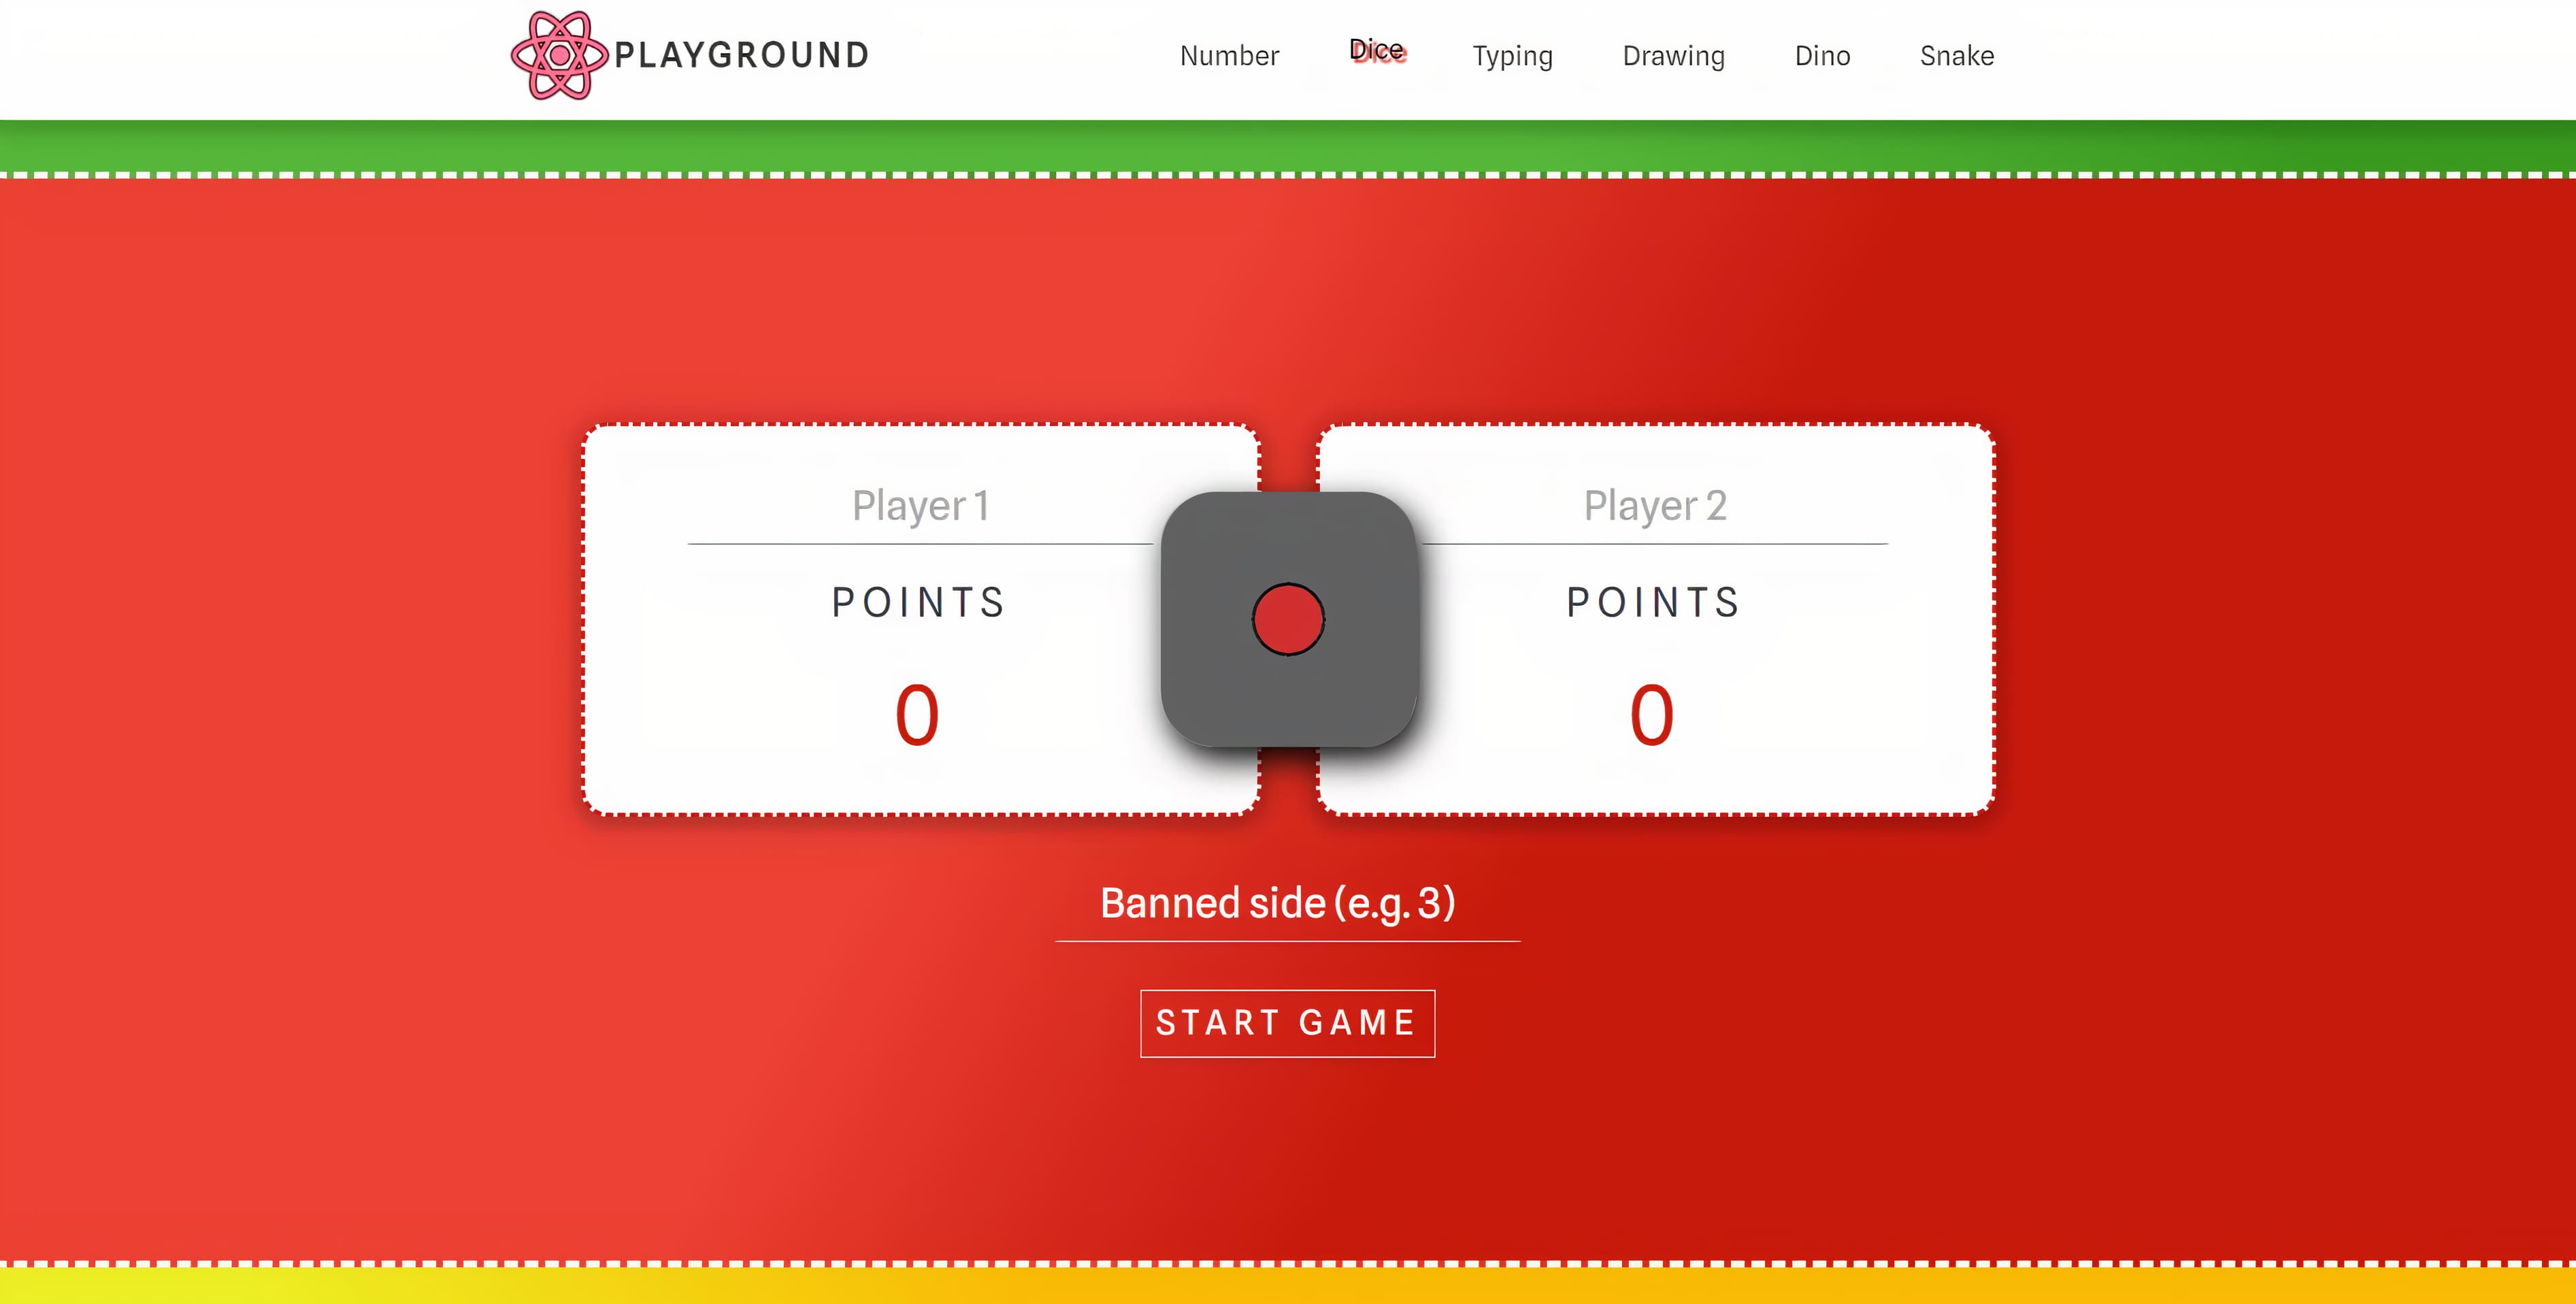 PLAYGROUND
Number Dice Typing Drawing Dino Snake
Player 1
POINTS
0
Player 2
POINTS
0
Banned side (e.g. 3)
START GAME